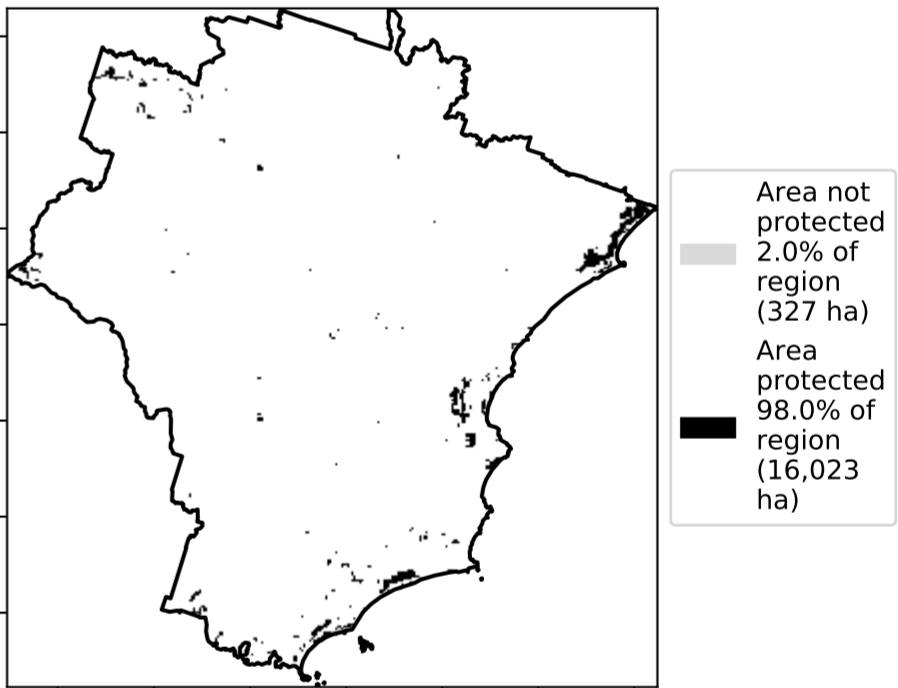 Area not
protected
2.0% of
region
(327 ha)
Area
protected
98.0% of
region
(16,023
ha)